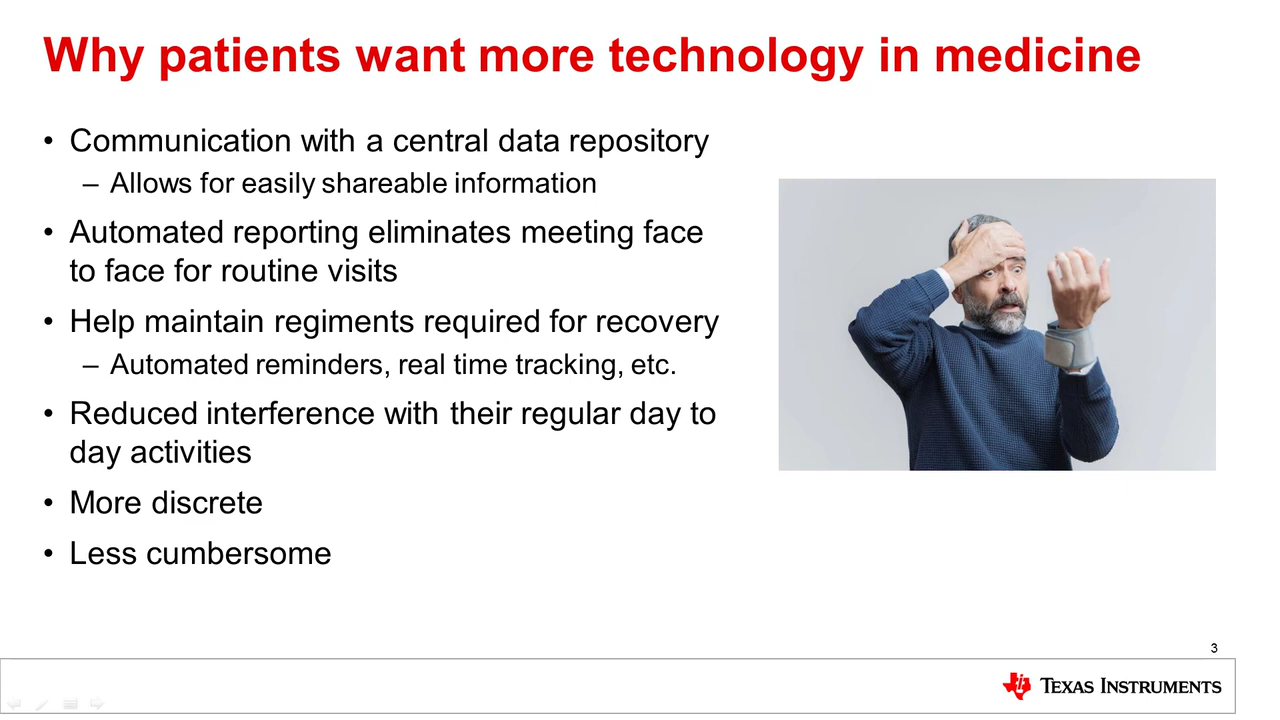 Why patients want more technology in medicine
• Communication with a central data repository
– Allows for easily shareable information
• Automated reporting eliminates meeting face
to face for routine visits
• Help maintain regiments required for recovery
– Automated reminders, real time tracking, etc.
• Reduced interference with their regular day to
day activities
• More discrete
• Less cumbersome
3
TEXAS INSTRUMENTS